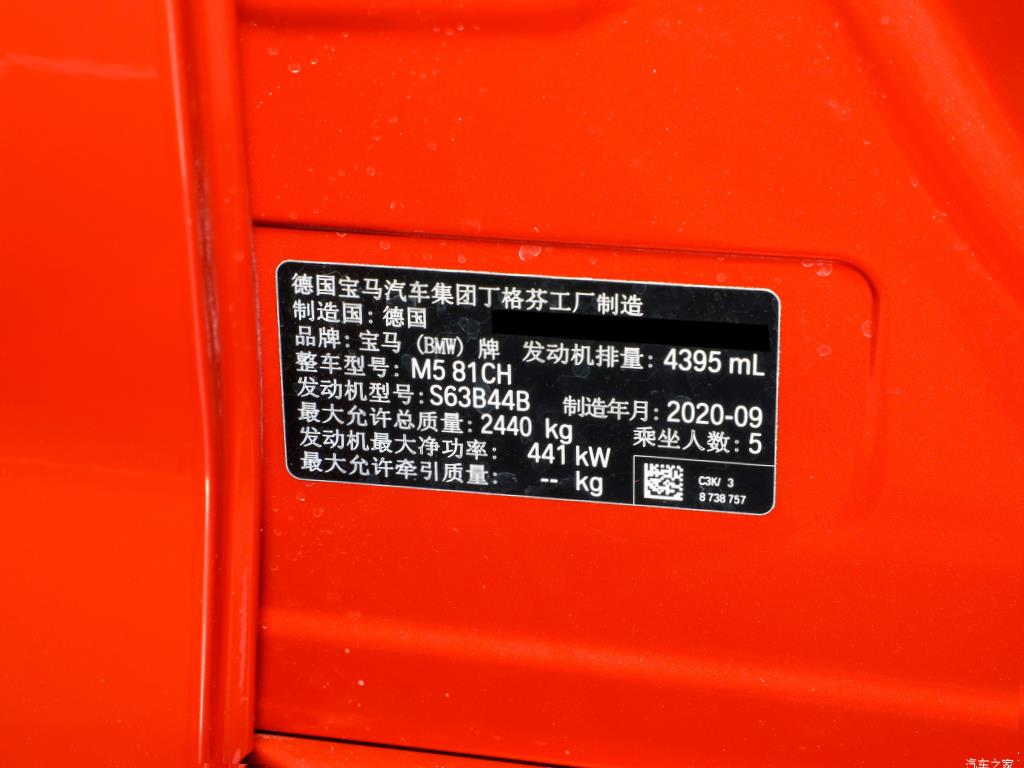 德国宝马汽车集团丁格芬工厂制造
制造国: 德国
品牌: 宝马 (BMW) 牌 发动机排量: 4395 mL
整车型号: M5 81CH
发动机型号: S63B44B 制造年月: 2020-09
最大允许总质量: 2440 kg 乘坐人数: 5
发动机最大净功率: 441 kW
最大允许牵引质量: -- kg
C3K/ 3
8 738 757
汽车之家